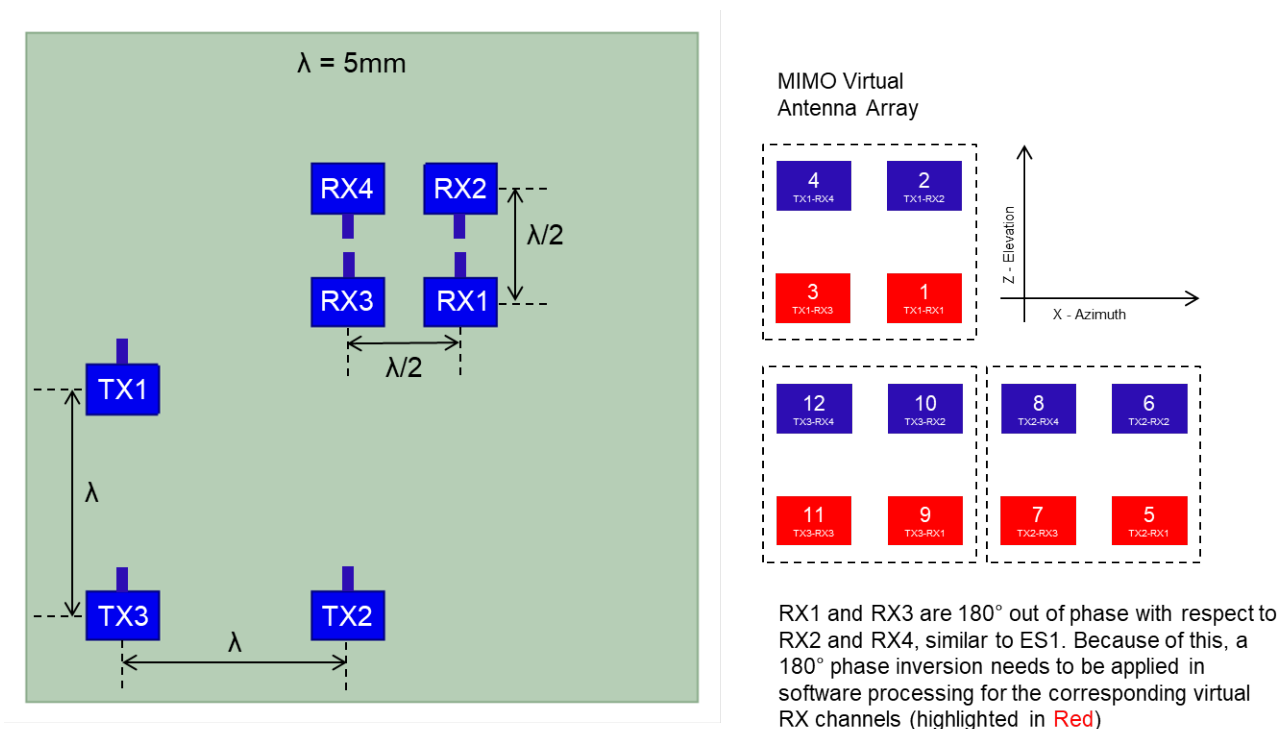 λ = 5mm
RX4
RX2
λ/2
RX3
RX1
λ/2
TX1
λ
TX3
TX2
λ
MIMO Virtual
Antenna Array
4
TX1-RX4
2
TX1-RX2
3
TX1-RX3
1
TX1-RX1
Z - Elevation
X - Azimuth
12
TX3-RX4
10
TX3-RX2
8
TX2-RX4
6
TX2-RX2
11
TX3-RX3
9
TX3-RX1
7
TX2-RX3
5
TX2-RX1
RX1 and RX3 are 180° out of phase with respect to
RX2 and RX4, similar to ES1. Because of this, a
180° phase inversion needs to be applied in
software processing for the corresponding virtual
RX channels (highlighted in Red)